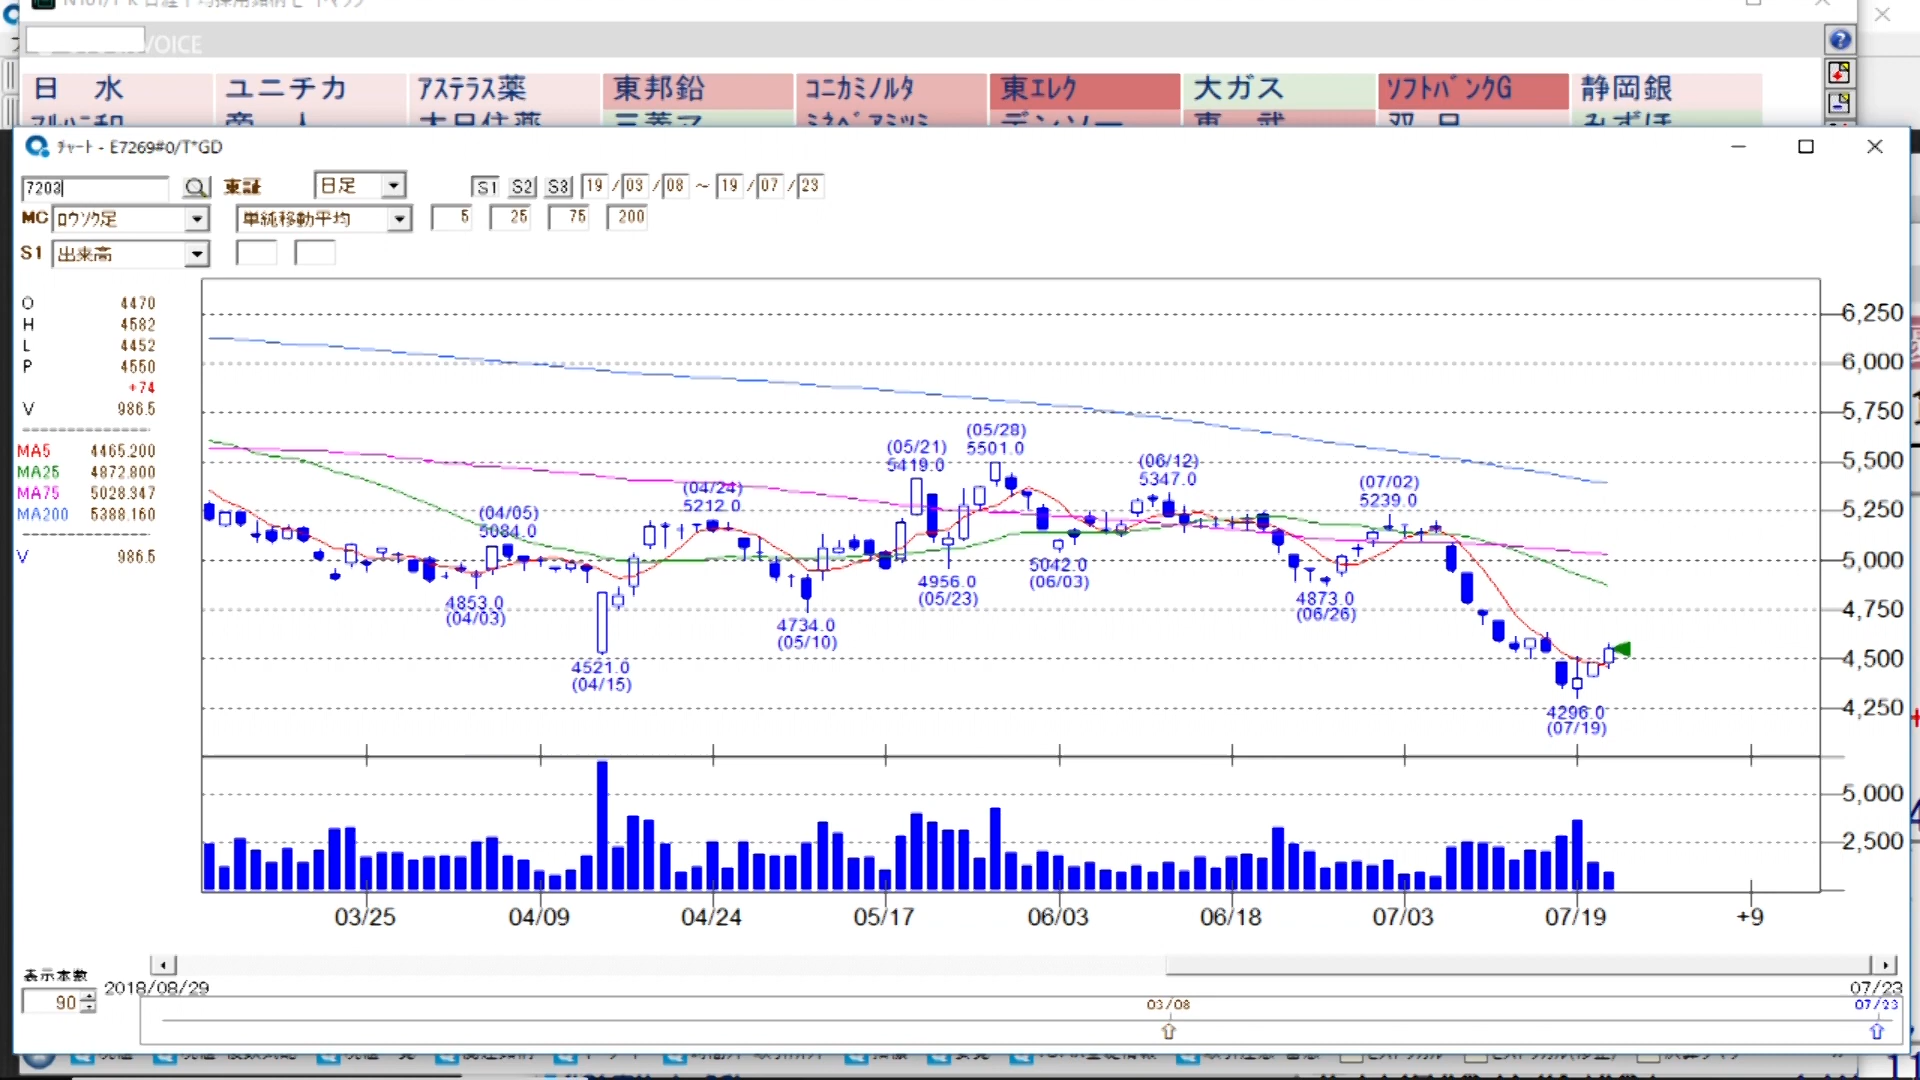 VOICE
日 水 ユニチカ アステラス薬 東邦鉛 コニカミノルタ 東エレク 大ガス ソフトバンクG 静岡銀
チャート - E7269#0/T*GD
7203 東証 日足 S1 S2 S3 19 / 03 / 08 ～ 19 / 07 / 23
MC ロウソク足 単純移動平均 5 25 75 200
S1 出来高
O 4470
H 4582
L 4452
P 4550
+74
V 986.5
MA5 4465.200
MA25 4872.800
MA75 5028.347
MA200 5388.160
V 986.5
6,250
6,000
5,750
5,500
5,250
5,000
4,750
4,500
4,250
(04/05)
5084.0
4853.0
(04/03)
4521.0
(04/15)
(04/24)
5212.0
4734.0
(05/10)
(05/21)
5419.0
4956.0
(05/23)
(05/28)
5501.0
5042.0
(06/03)
(06/12)
5347.0
4873.0
(06/26)
(07/02)
5239.0
4296.0
(07/19)
5,000
2,500
03/25 04/09 04/24 05/17 06/03 06/18 07/03 07/19 +9
表示本数
90
2018/08/29
07/23
03/08
07/23